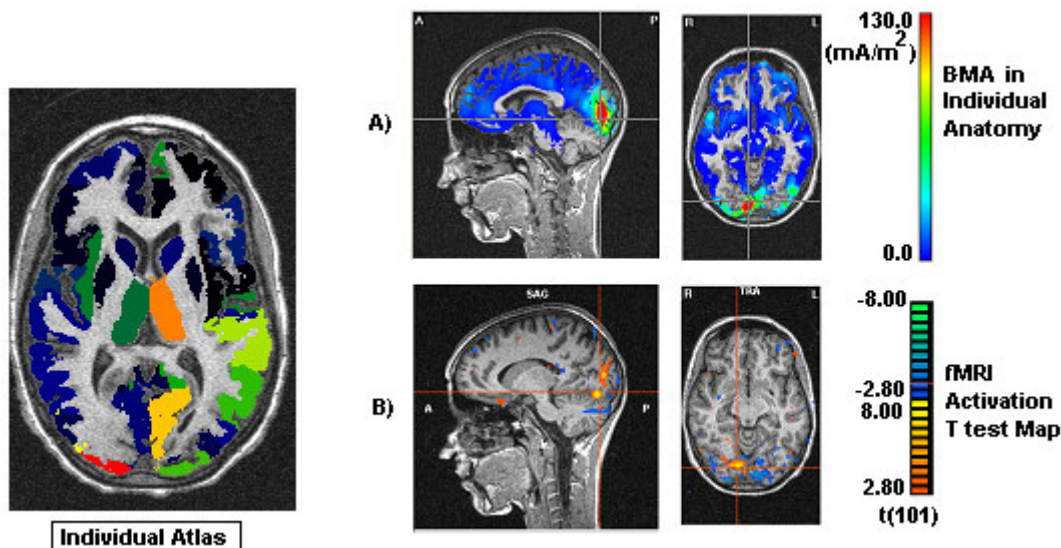 Individual Atlas
A)
A
P
R
L
130.0
(mA/m²)
BMA in
Individual
Anatomy
0.0
B)
SAG
A
P
R
TRA
L
-8.00
-2.80
8.00
2.80
t(101)
fMRI
Activation
T test Map